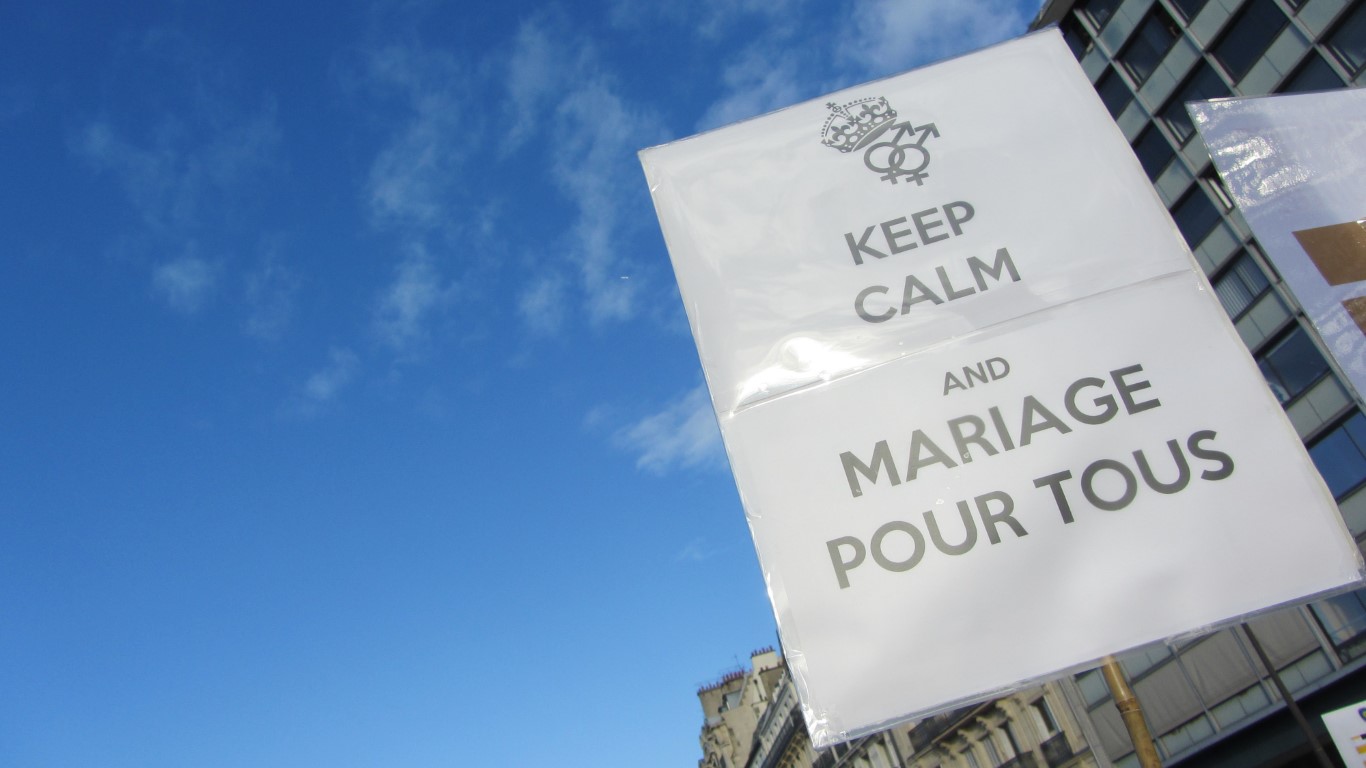 KEEP
CALM
AND
MARIAGE
POUR TOUS